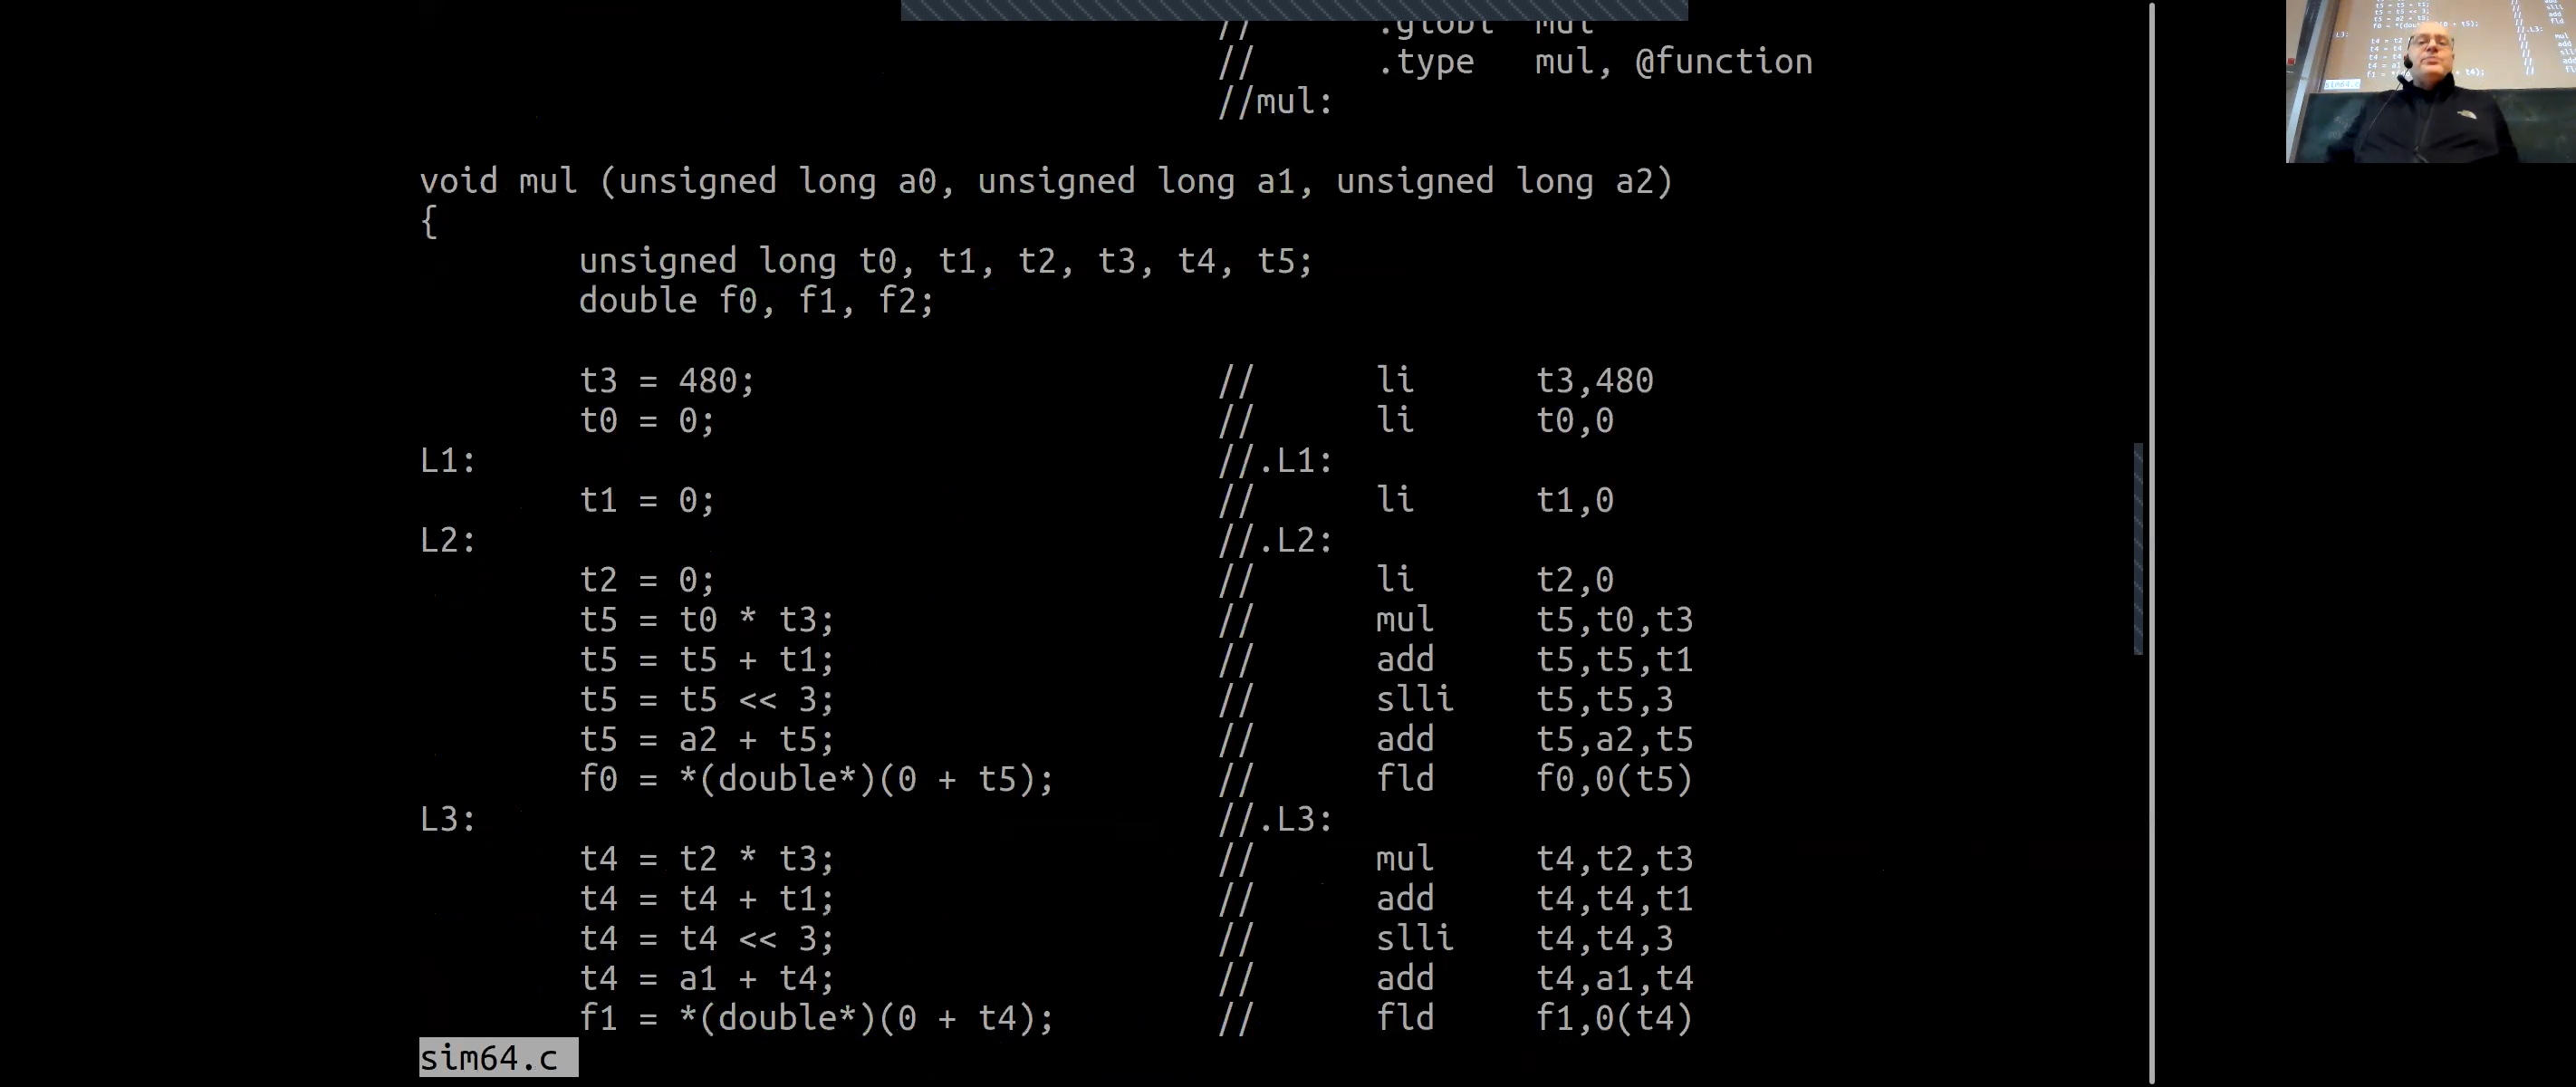 // .globl mul
// .type mul, @function
//mul:
void mul (unsigned long a0, unsigned long a1, unsigned long a2)
{
unsigned long t0, t1, t2, t3, t4, t5;
double f0, f1, f2;
t3 = 480; // li t3,480
t0 = 0; // li t0,0
L1: //.L1:
t1 = 0; // li t1,0
L2: //.L2:
t2 = 0; // li t2,0
t5 = t0 * t3; // mul t5,t0,t3
t5 = t5 + t1; // add t5,t5,t1
t5 = t5 << 3; // slli t5,t5,3
t5 = a2 + t5; // add t5,a2,t5
f0 = *(double*)(0 + t5); // fld f0,0(t5)
L3: //.L3:
t4 = t2 * t3; // mul t4,t2,t3
t4 = t4 + t1; // add t4,t4,t1
t4 = t4 << 3; // slli t4,t4,3
t4 = a1 + t4; // add t4,a1,t4
f1 = *(double*)(0 + t4); // fld f1,0(t4)
sim64.c